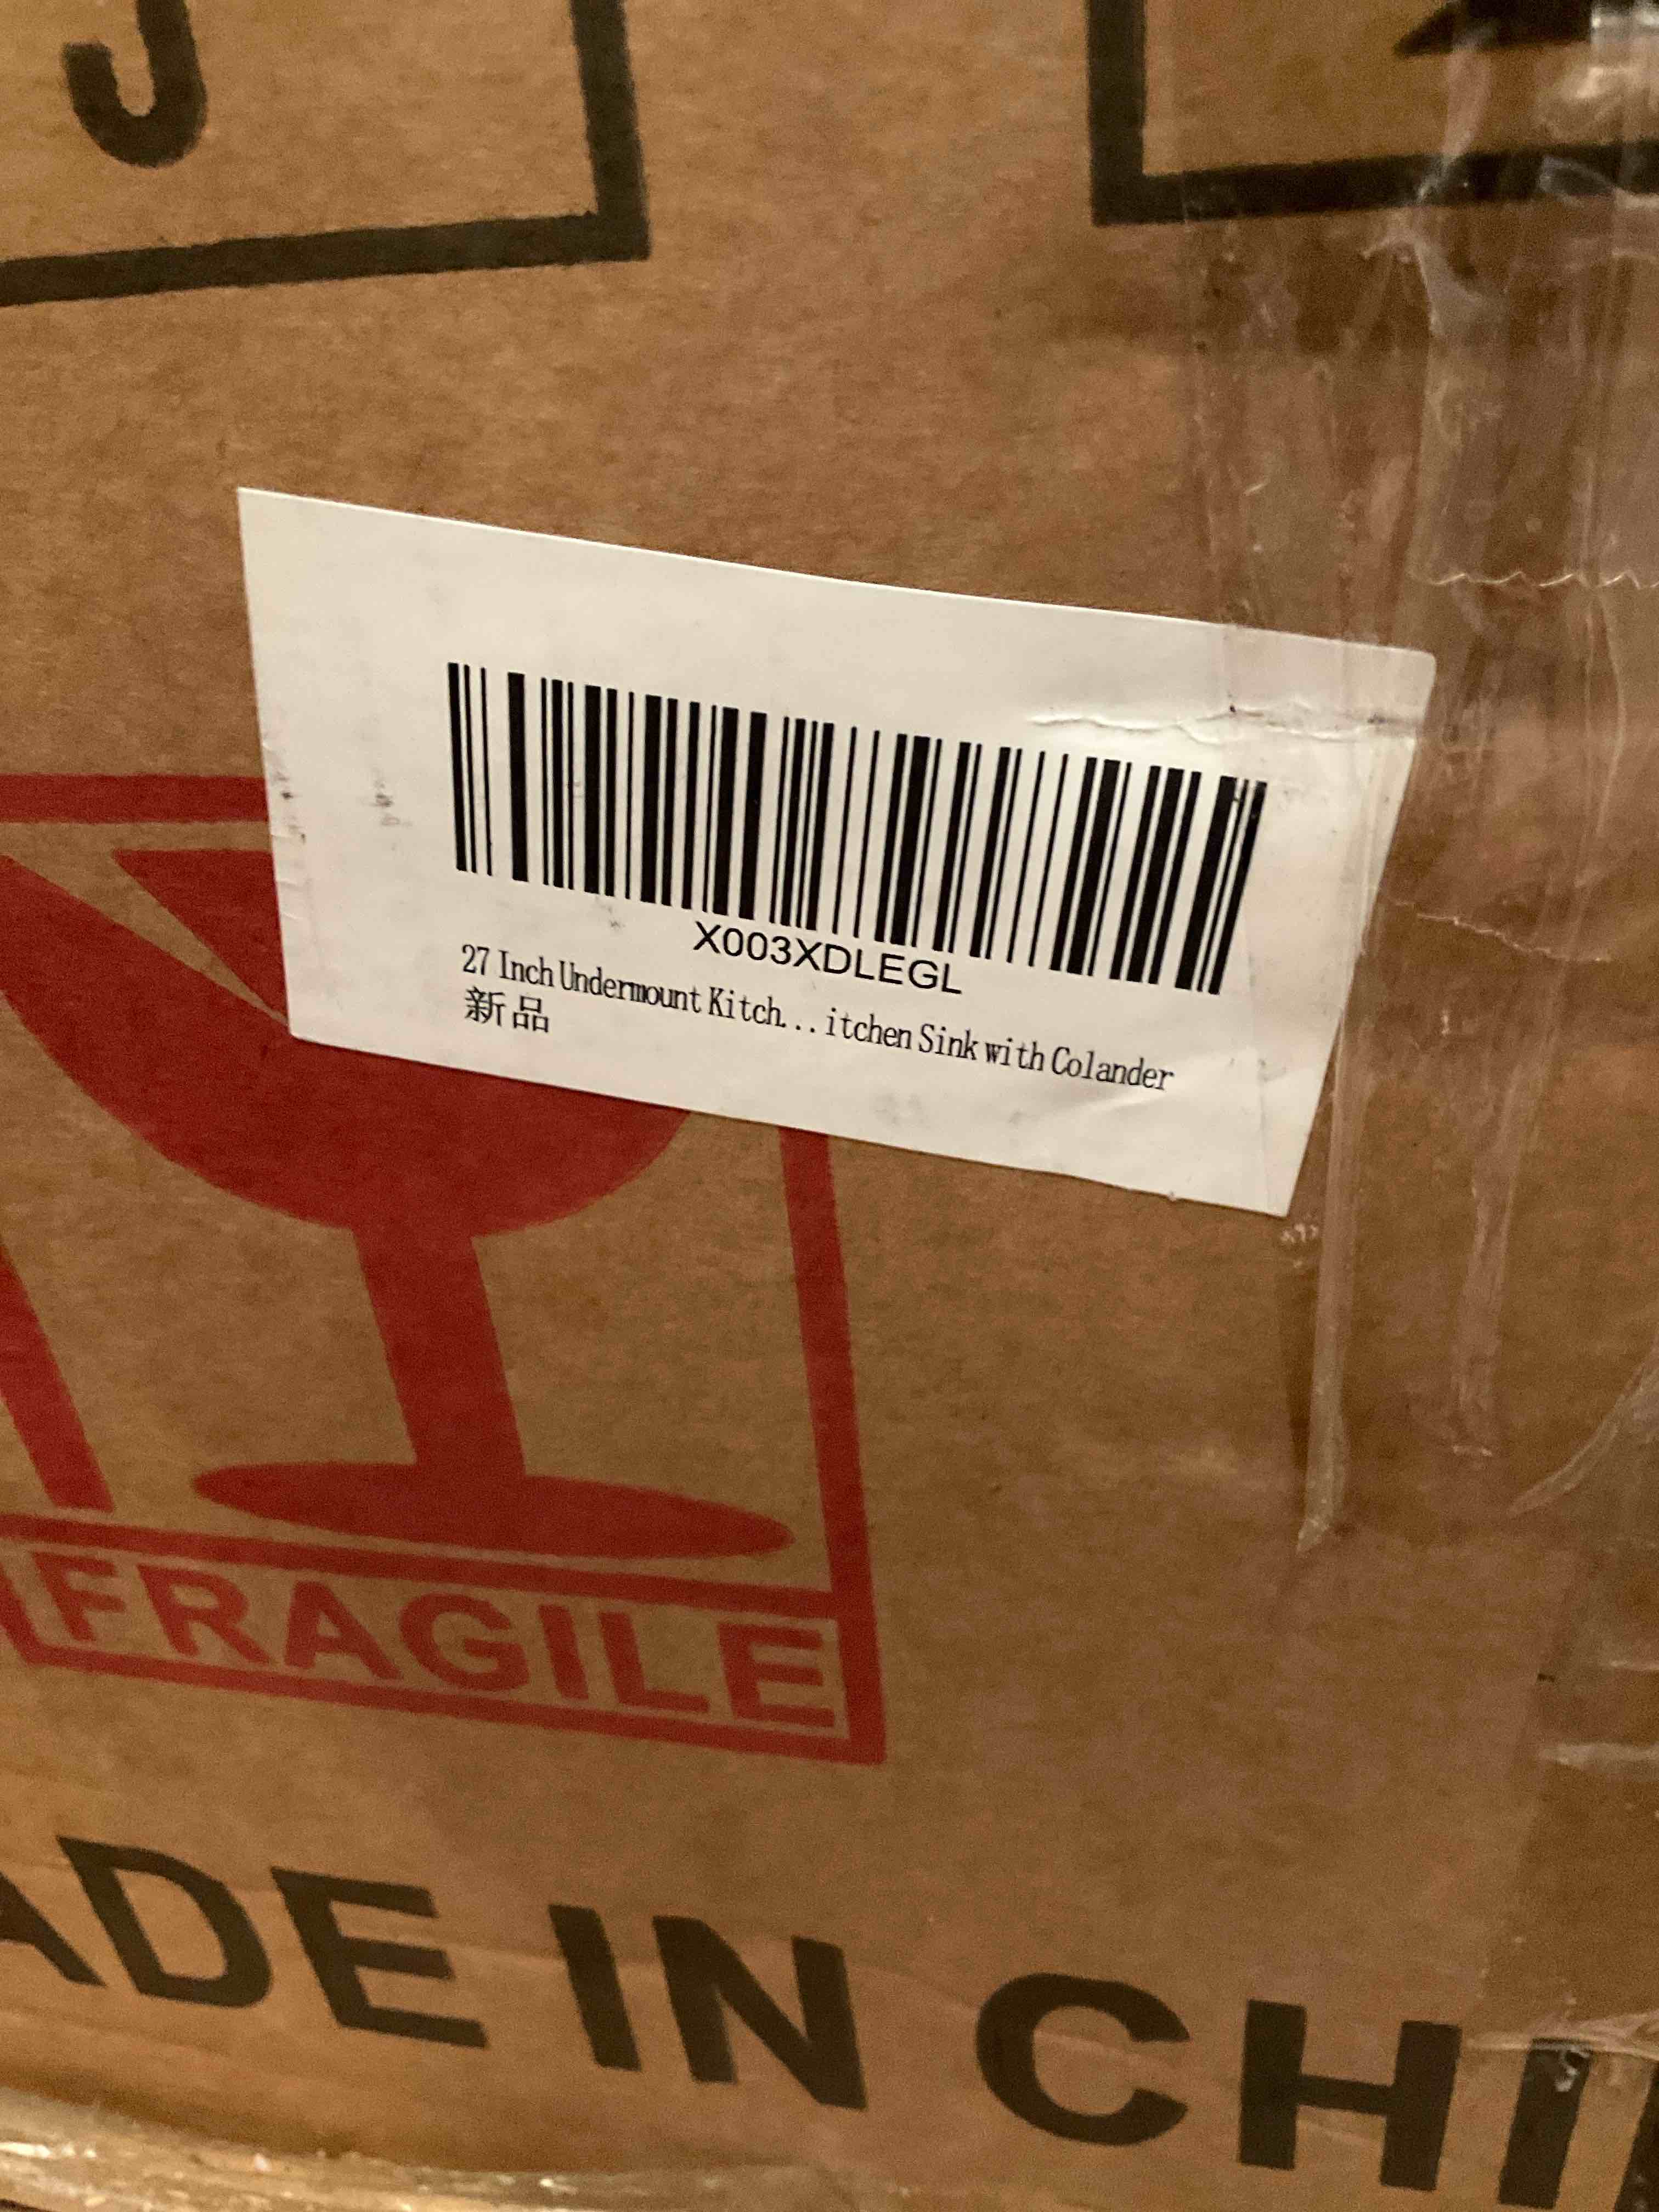 X003XDLEGL
27 Inch Undermount Kitch...itchen Sink with Colander
新品
FRAGILE
ADE IN CHI